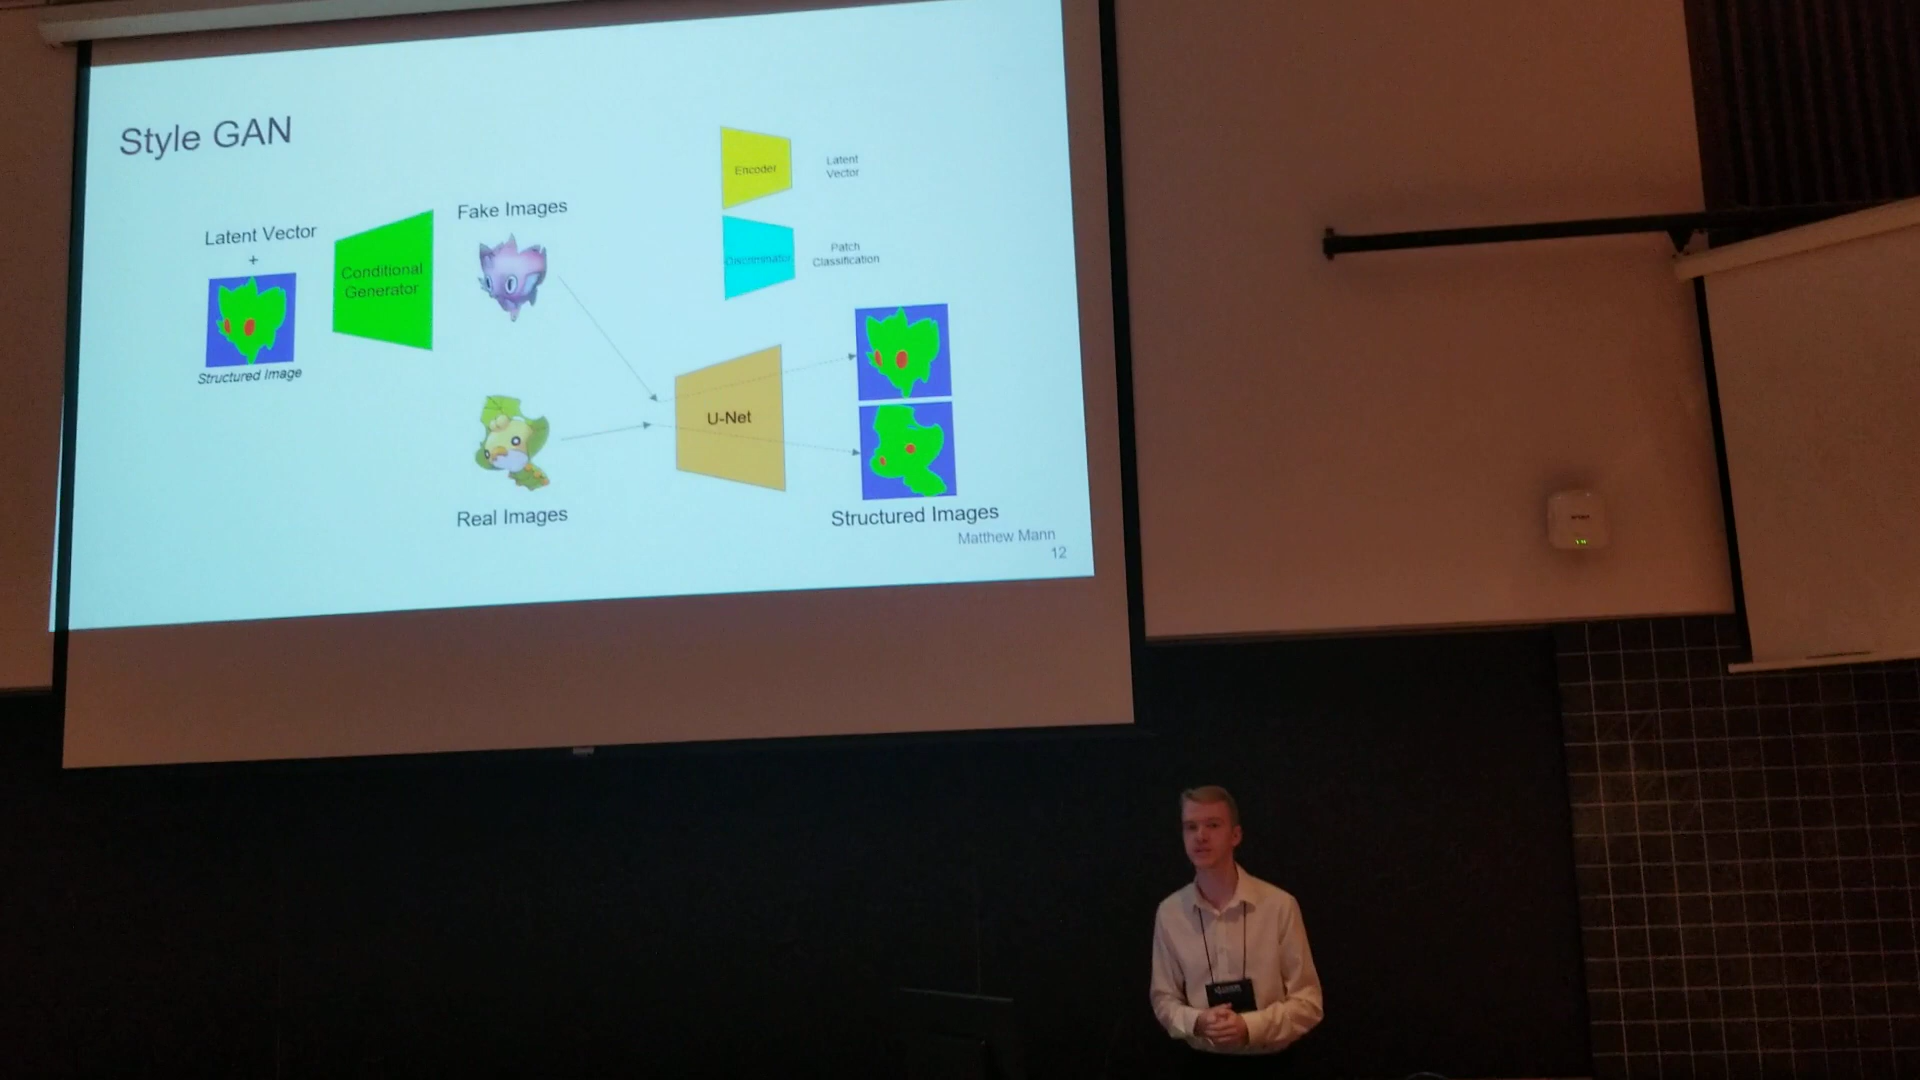 Style GAN
Latent Vector
+
Structured Image
Conditional
Generator
Fake Images
Real Images
Encoder
Latent
Vector
Discriminator
Patch
Classification
U-Net
Structured Images
Matthew Mann
12